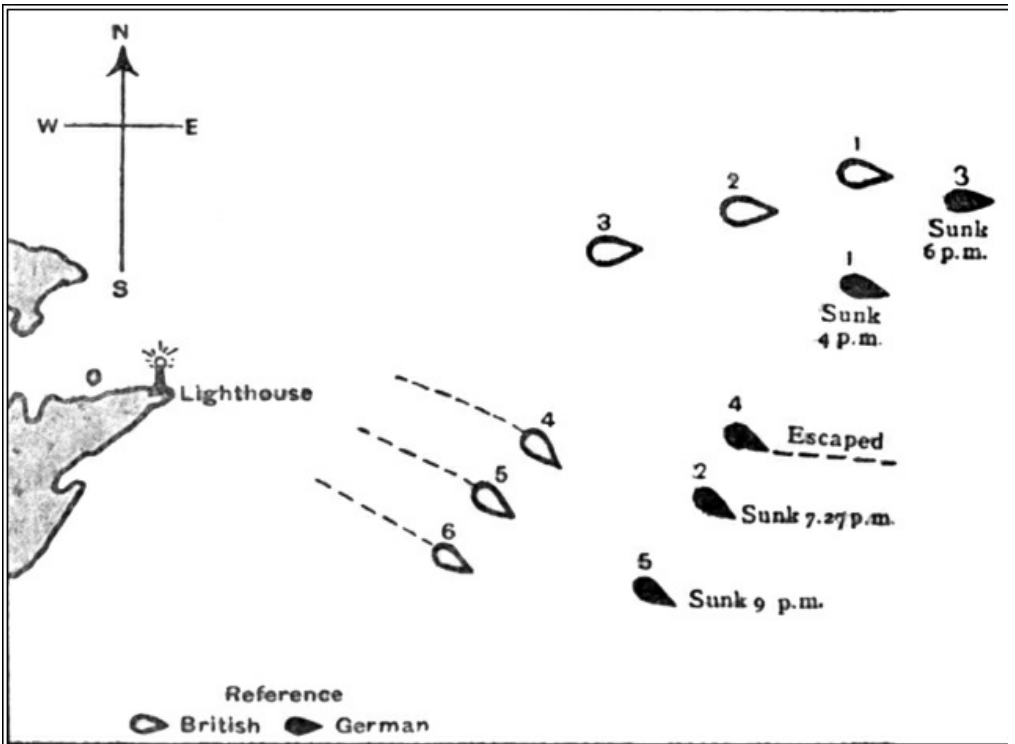 N
W E
S
1
2
3
3
Sunk
6 p.m.
1
Sunk
4 p.m.
Lighthouse
4
4
Escaped
5
2
Sunk 7.27 p.m.
6
5
Sunk 9 p.m.
Reference
British German